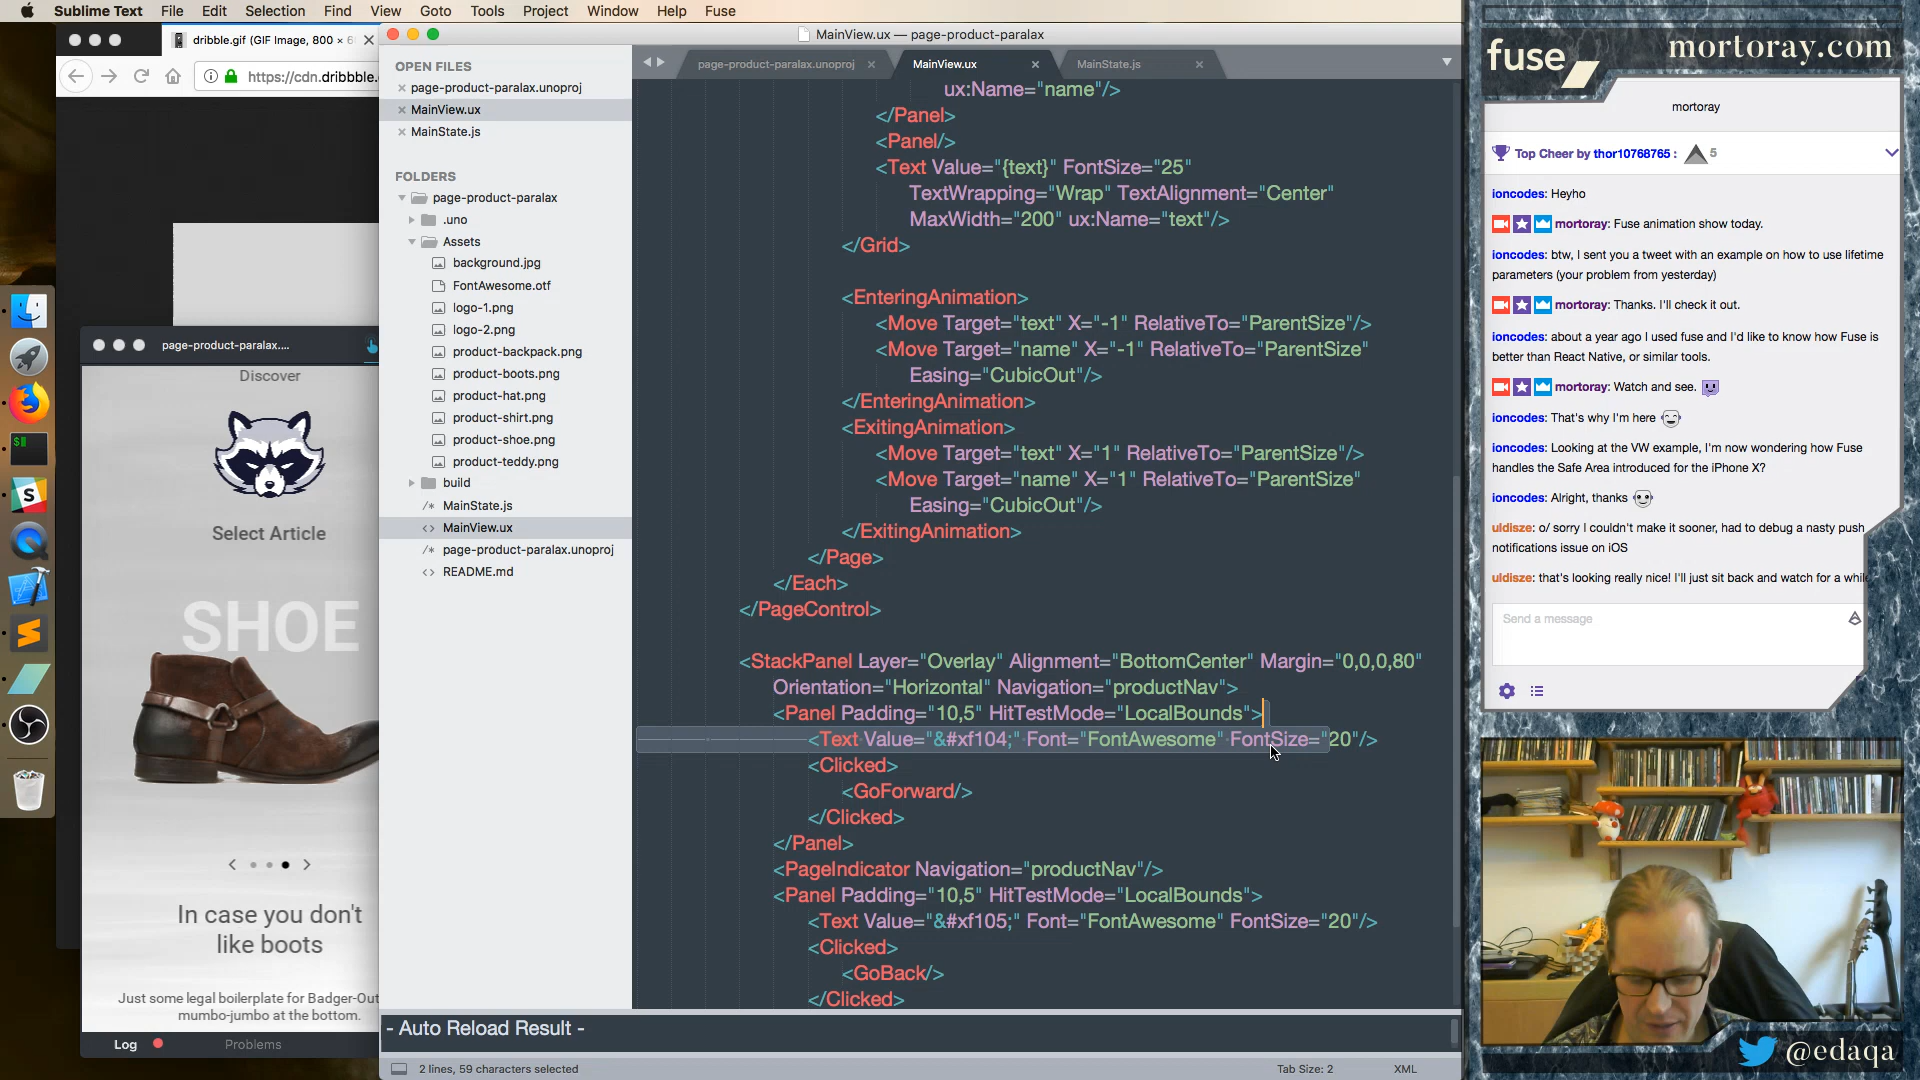 Sublime Text File Edit Selection Find View Goto Tools Project Window Help Fuse
dribble.gif (GIF Image, 800 × 6
https://cdn.dribbble.
page-product-paralax....
Discover
Select Article
SHOE
In case you don't
like boots
Just some legal boilerplate for Badger-Out
mumbo-jumbo at the bottom.
Log Problems
MainView.ux — page-product-paralax
OPEN FILES
page-product-paralax.unoproj
MainView.ux
MainState.js
FOLDERS
page-product-paralax
.uno
Assets
background.jpg
FontAwesome.otf
logo-1.png
logo-2.png
product-backpack.png
product-boots.png
product-hat.png
product-shirt.png
product-shoe.png
product-teddy.png
build
/* MainState.js
<> MainView.ux
/* page-product-paralax.unoproj
<> README.md
page-product-paralax.unoproj MainView.ux MainState.js
ux:Name="name"/>
</Panel>
<Panel/>
<Text Value="{text}" FontSize="25"
TextWrapping="Wrap" TextAlignment="Center"
MaxWidth="200" ux:Name="text"/>
</Grid>
<EnteringAnimation>
<Move Target="text" X="-1" RelativeTo="ParentSize"/>
<Move Target="name" X="-1" RelativeTo="ParentSize"
Easing="CubicOut"/>
</EnteringAnimation>
<ExitingAnimation>
<Move Target="text" X="1" RelativeTo="ParentSize"/>
<Move Target="name" X="1" RelativeTo="ParentSize"
Easing="CubicOut"/>
</ExitingAnimation>
</Page>
</Each>
</PageControl>
<StackPanel Layer="Overlay" Alignment="BottomCenter" Margin="0,0,0,80"
Orientation="Horizontal" Navigation="productNav">
<Panel Padding="10,5" HitTestMode="LocalBounds">
<Text Value="&#xf104;" Font="FontAwesome" FontSize="20"/>
<Clicked>
<GoForward/>
</Clicked>
</Panel>
<PageIndicator Navigation="productNav"/>
<Panel Padding="10,5" HitTestMode="LocalBounds">
<Text Value="&#xf105;" Font="FontAwesome" FontSize="20"/>
<Clicked>
<GoBack/>
</Clicked>
- Auto Reload Result -
2 lines, 59 characters selected Tab Size: 2 XML
fuse mortoray.com
mortoray
Top Cheer by thor10768765 : 5
ioncodes: Heyho
mortoray: Fuse animation show today.
ioncodes: btw, I sent you a tweet with an example on how to use lifetime
parameters (your problem from yesterday)
mortoray: Thanks. I'll check it out.
ioncodes: about a year ago I used fuse and I'd like to know how Fuse is
better than React Native, or similar tools.
mortoray: Watch and see.
ioncodes: That's why I'm here
ioncodes: Looking at the VW example, I'm now wondering how Fuse
handles the Safe Area introduced for the iPhone X?
ioncodes: Alright, thanks
uldisze: o/ sorry I couldn't make it sooner, had to debug a nasty push
notifications issue on iOS
uldisze: that's looking really nice! I'll just sit back and watch for a while
Send a message
@edaqa